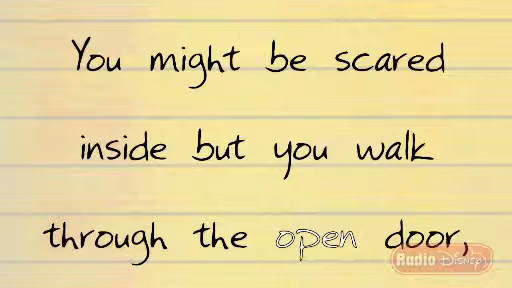 You might be scared
inside but you walk
through the open door,
Radio Disney